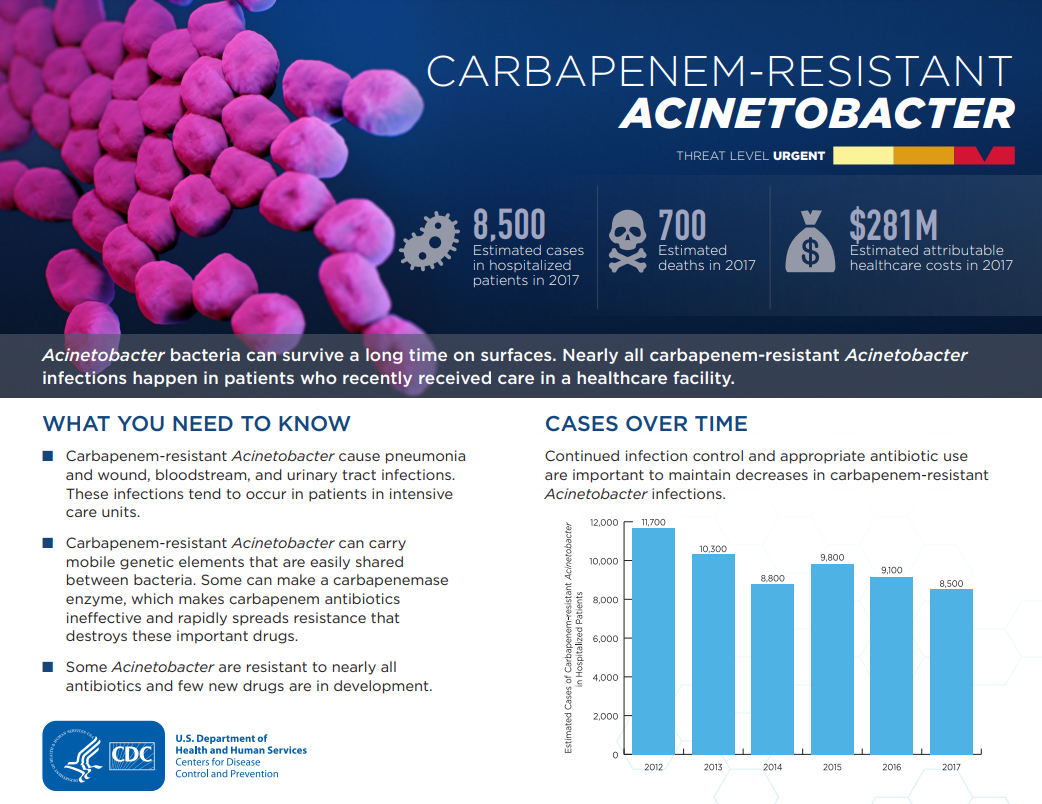 CARBAPENEM-RESISTANT
ACINETOBACTER
THREAT LEVEL URGENT
8,500
Estimated cases
in hospitalized
patients in 2017
700
Estimated
deaths in 2017
$
$281M
Estimated attributable
healthcare costs in 2017
Acinetobacter bacteria can survive a long time on surfaces. Nearly all carbapenem-resistant Acinetobacter
infections happen in patients who recently received care in a healthcare facility.
WHAT YOU NEED TO KNOW
■ Carbapenem-resistant Acinetobacter cause pneumonia
and wound, bloodstream, and urinary tract infections.
These infections tend to occur in patients in intensive
care units.
■ Carbapenem-resistant Acinetobacter can carry
mobile genetic elements that are easily shared
between bacteria. Some can make a carbapenemase
enzyme, which makes carbapenem antibiotics
ineffective and rapidly spreads resistance that
destroys these important drugs.
■ Some Acinetobacter are resistant to nearly all
antibiotics and few new drugs are in development.
CDC
U.S. Department of
Health and Human Services
Centers for Disease
Control and Prevention
CASES OVER TIME
Continued infection control and appropriate antibiotic use
are important to maintain decreases in carbapenem-resistant
Acinetobacter infections.
Estimated Cases of Carbapenem-resistant Acinetobacter
in Hospitalized Patients
12,000
10,000
8,000
6,000
4,000
2,000
0
11,700
10,300
8,800
9,800
9,100
8,500
2012 2013 2014 2015 2016 2017